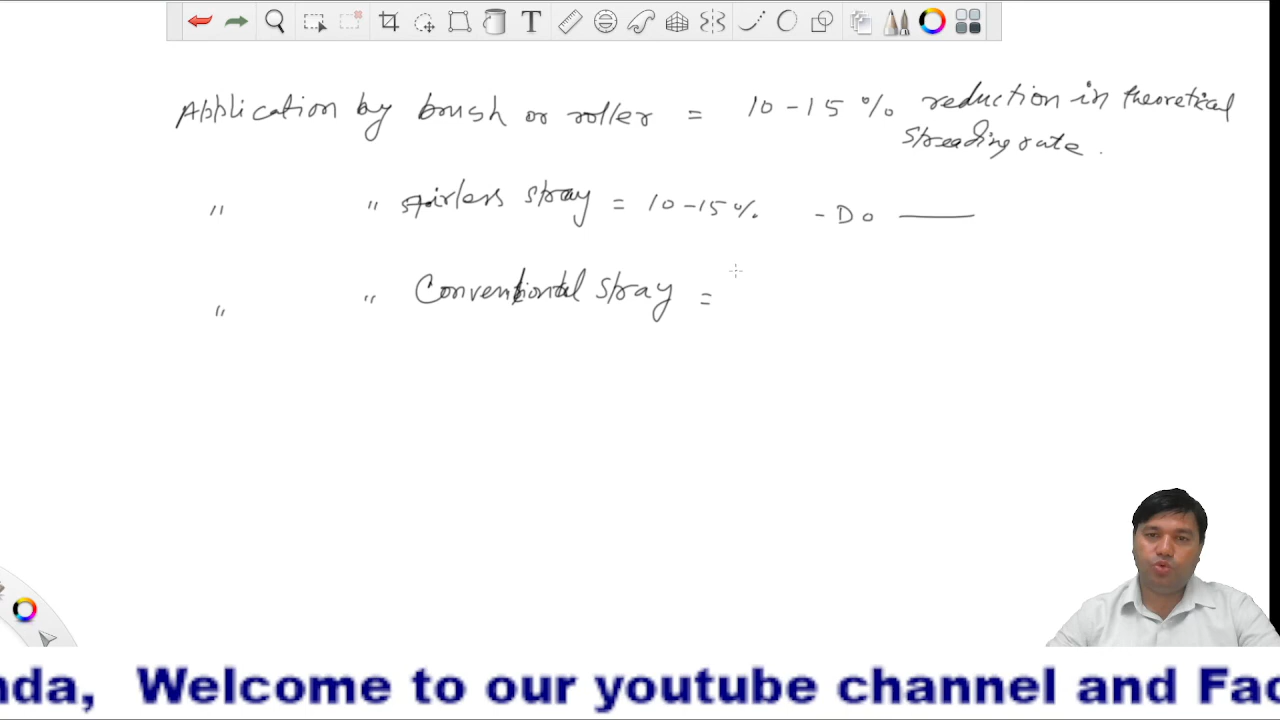 Application by brush or roller = 10-15% reduction in theoretical
spreading rate.
" " airless spray = 10-15% - Do ———
" " Conventional spray =
nda, Welcome to our youtube channel and Fac